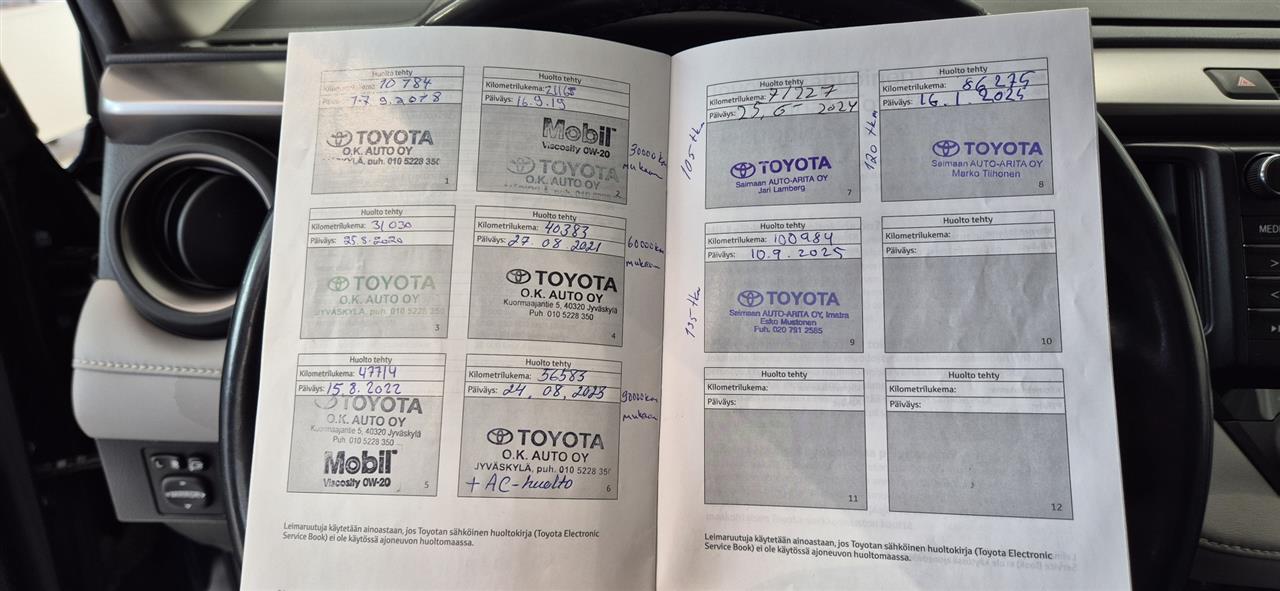 Huolto tehty
Kilometrilukema: 10 784
Päiväys: 17 9.2018
TOYOTA
O.K. AUTO OY
JYVÄSKYLÄ, puh. 010 5228 350
1
Huolto tehty
Kilometrilukema: 21168
Päiväys: 16.9.19
Mobil
Viscosity 0W-20
TOYOTA
O.K. AUTO OY
JYVÄSKYLÄ, puh. 010 5228 350
2
30000 km
mukaan
Huolto tehty
Kilometrilukema: 31 030
Päiväys: 25.8.2020
TOYOTA
O.K. AUTO OY
JYVÄSKYLÄ, puh. 010 5228 350
3
Huolto tehty
Kilometrilukema: 40383
Päiväys: 27. 08. 2021
TOYOTA
O.K. AUTO OY
Kuormaajantie 5, 40320 Jyväskylä
Puh. 010 5228 350
4
60000km
mukaan
Huolto tehty
Kilometrilukema: 47714
Päiväys: 15.8.2022
TOYOTA
O.K. AUTO OY
Kuormaajantie 5, 40320 Jyväskylä
Puh. 010 5228 350
Mobil
Viscosity 0W-20
5
Huolto tehty
Kilometrilukema: 56583
Päiväys: 24. 08. 2023
TOYOTA
O.K. AUTO OY
JYVÄSKYLÄ, puh. 010 5228 350
+ AC-huolto
6
90000km
mukaan
Leimaruutuja käytetään ainoastaan, jos Toyotan sähköinen huoltokirja (Toyota Electronic
Service Book) ei ole käytössä ajoneuvon huoltomaassa.
105 tkm
Huolto tehty
Kilometrilukema: 71227
Päiväys: 25, 6 - 2024
TOYOTA
Saimaan AUTO-ARITA OY
Jari Lamberg
7
120 tkm
Huolto tehty
Kilometrilukema: 86275
Päiväys: 16.1.2025
TOYOTA
Saimaan AUTO-ARITA OY
Marko Tiihonen
8
135 tkm
Huolto tehty
Kilometrilukema: 100984
Päiväys: 10.9.2025
TOYOTA
Saimaan AUTO-ARITA OY, Imatra
Esko Mustonen
Puh. 020 791 2585
9
Huolto tehty
Kilometrilukema:
Päiväys:
10
Huolto tehty
Kilometrilukema:
Päiväys:
11
Huolto tehty
Kilometrilukema:
Päiväys:
12
Leimaruutuja käytetään ainoastaan, jos Toyotan sähköinen huoltokirja (Toyota Electronic
Service Book) ei ole käytössä ajoneuvon huoltomaassa.
MEDI